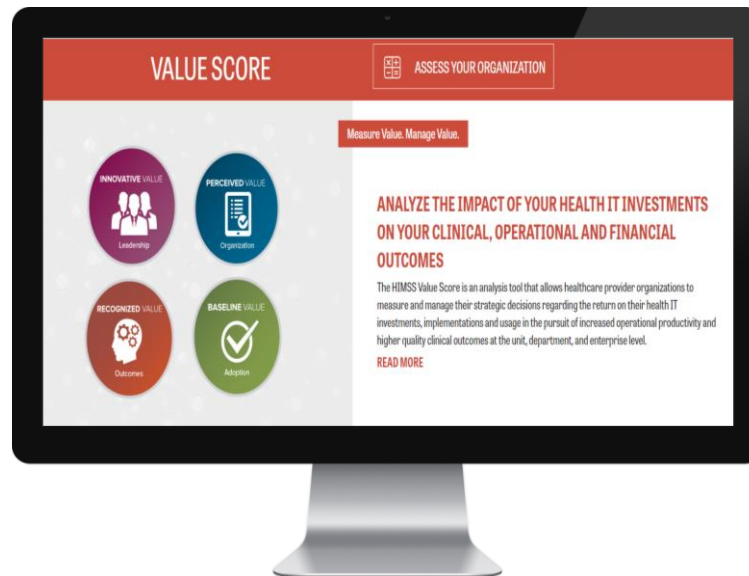 VALUE SCORE
ASSESS YOUR ORGANIZATION
Measure Value. Manage Value.
INNOVATIVE VALUE
Leadership
PERCEIVED VALUE
Organization
RECOGNIZED VALUE
Outcomes
BASELINE VALUE
Adoption
ANALYZE THE IMPACT OF YOUR HEALTH IT INVESTMENTS
ON YOUR CLINICAL, OPERATIONAL AND FINANCIAL
OUTCOMES
The HIMSS Value Score is an analysis tool that allows healthcare provider organizations to
measure and manage their strategic decisions regarding the return on their health IT
investments, implementations and usage in the pursuit of increased operational productivity and
higher quality clinical outcomes at the unit, department, and enterprise level.
READ MORE